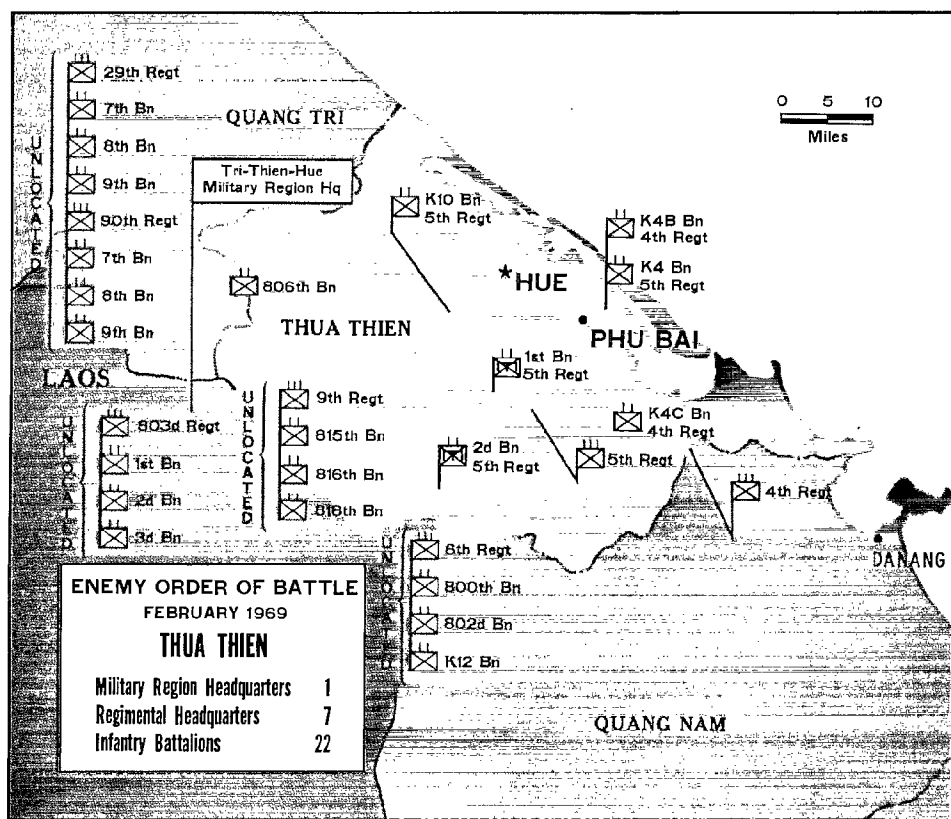 29th Regt
7th Bn
8th Bn
9th Bn
90th Regt
7th Bn
8th Bn
9th Bn
UNLOCATED
QUANG TRI
Tri-Thien-Hue
Military Region Hq
0 5 10
Miles
K10 Bn
5th Regt
K4B Bn
4th Regt
K4 Bn
5th Regt
HUE
806th Bn
THUA THIEN
PHU BAI
1st Bn
5th Regt
LAOS
UNLOCATED
803d Regt
1st Bn
2d Bn
3d Bn
UNLOCATED
9th Regt
815th Bn
816th Bn
818th Bn
K4C Bn
4th Regt
2d Bn
5th Regt
5th Regt
4th Regt
DANANG
UNLOCATED
6th Regt
800th Bn
802d Bn
K12 Bn
ENEMY ORDER OF BATTLE
FEBRUARY 1969
THUA THIEN
Military Region Headquarters 1
Regimental Headquarters 7
Infantry Battalions 22
QUANG NAM